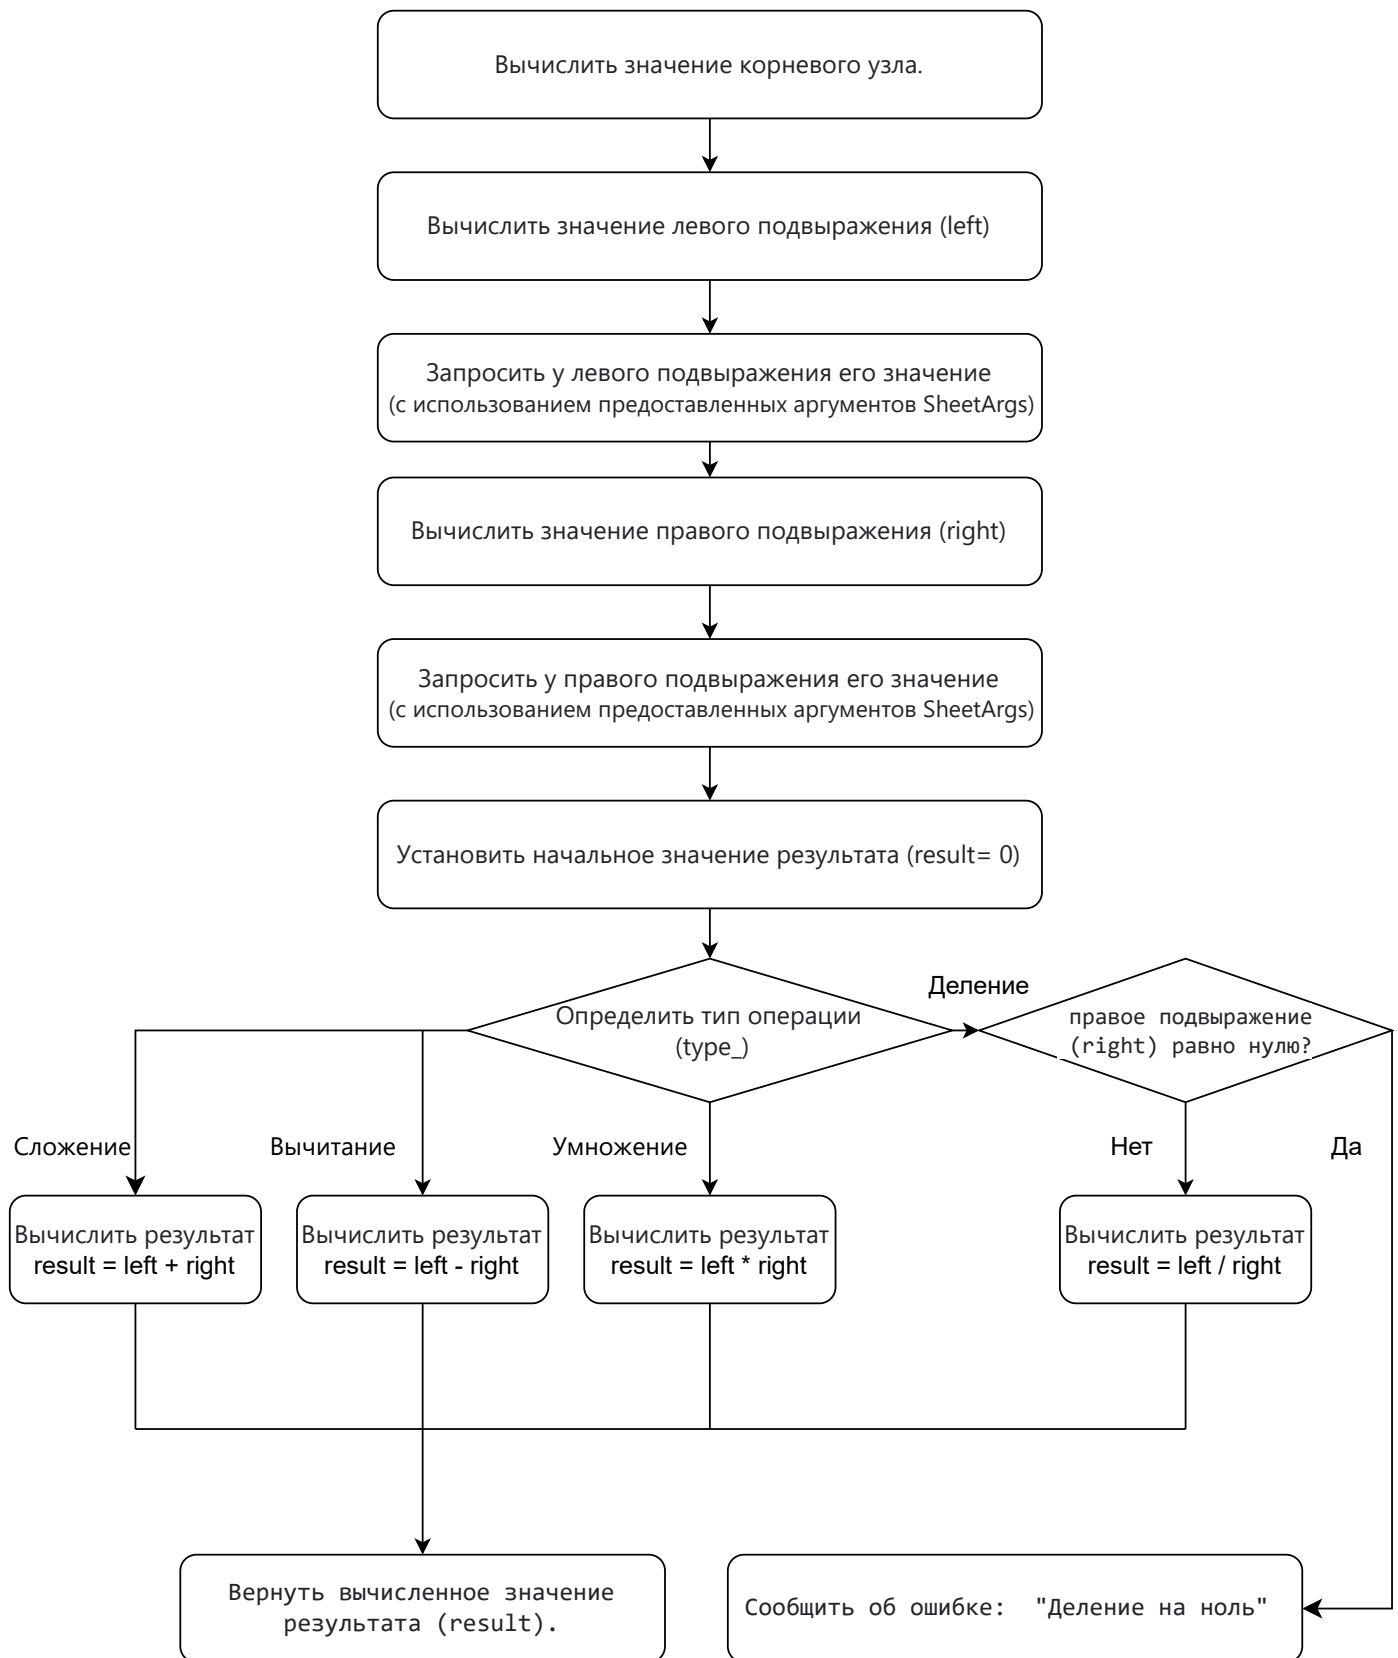 Вычислить значение корневого узла.
Вычислить значение левого подвыражения (left)
Запросить у левого подвыражения его значение
(с использованием предоставленных аргументов SheetArgs)
Вычислить значение правого подвыражения (right)
Запросить у правого подвыражения его значение
(с использованием предоставленных аргументов SheetArgs)
Установить начальное значение результата (result= 0)
Деление
Определить тип операции
(type_)
правое подвыражение
(right) равно нулю?
Сложение
Вычитание
Умножение
Нет
Да
Вычислить результат
result = left + right
Вычислить результат
result = left - right
Вычислить результат
result = left * right
Вычислить результат
result = left / right
Вернуть вычисленное значение
результата (result).
Сообщить об ошибке: "Деление на ноль"